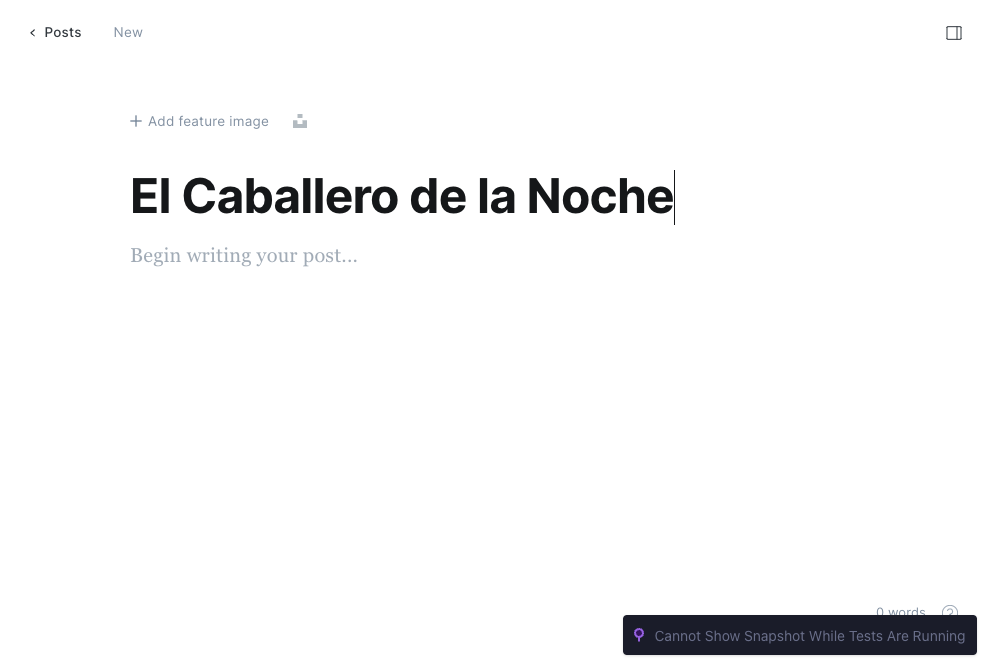 Posts New
Add feature image
El Caballero de la Noche
Begin writing your post...
0 words ?
Cannot Show Snapshot While Tests Are Running